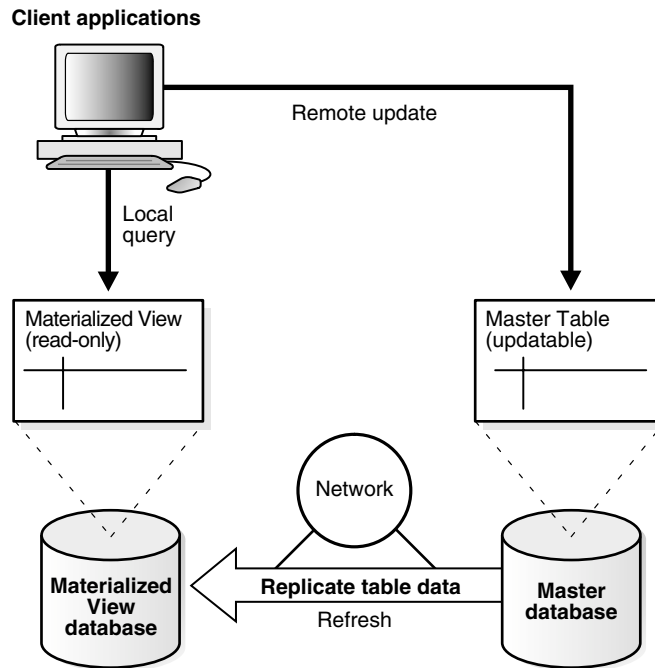 Client applications
Remote update
Local
query
Materialized View
(read-only)
Master Table
(updatable)
Network
Materialized
View
database
Replicate table data
Refresh
Master
database